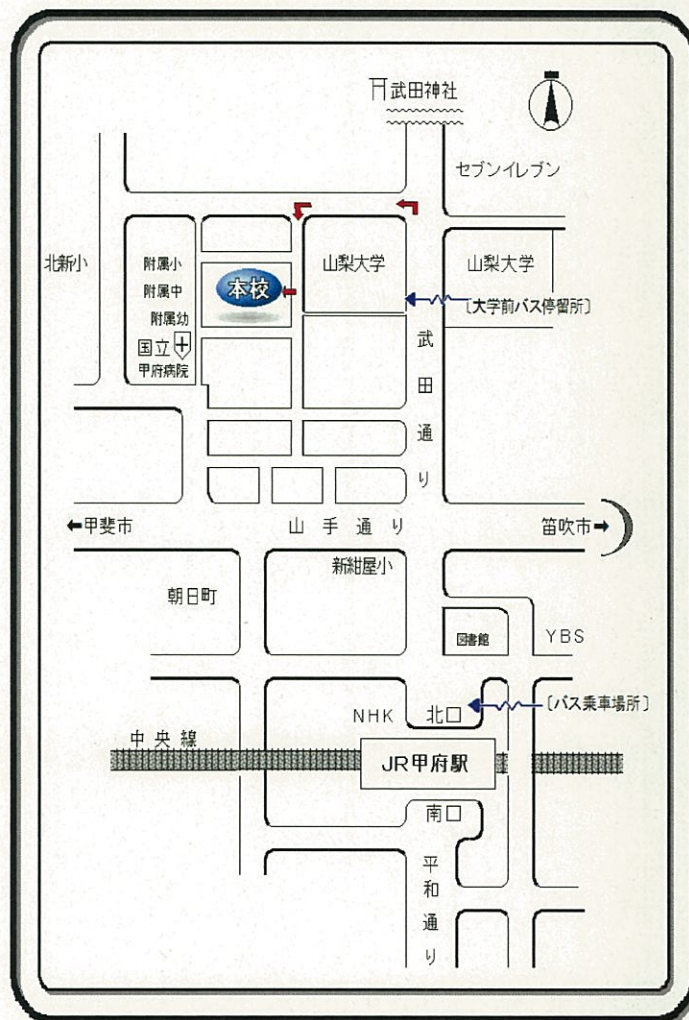 武田神社
セブンイレブン
北新小
附属小
附属中
附属幼
国立
甲府病院
本校
山梨大学
山梨大学
〔大学前バス停留所〕
武田通り
←甲斐市
山手通り
笛吹市→
新紺屋小
朝日町
図書館
YBS
NHK
北口
〔バス乗車場所〕
中央線
JR甲府駅
南口
平和通り